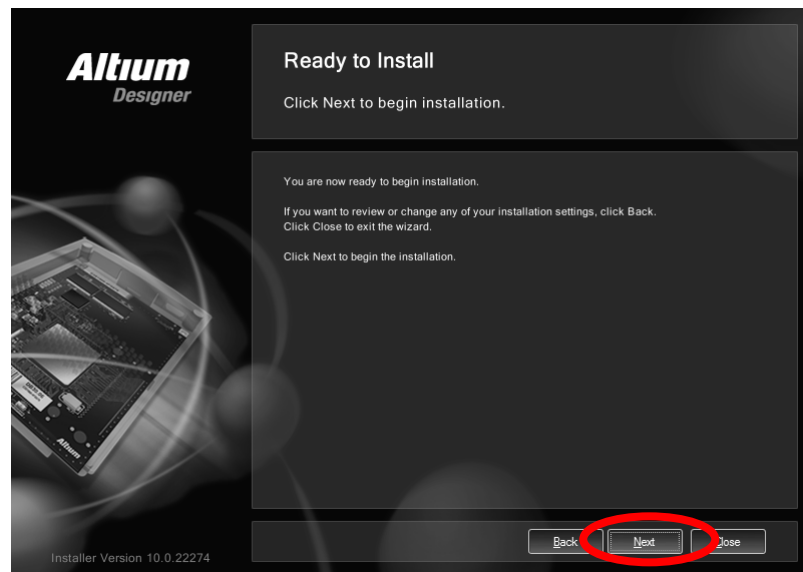 Altıum
Designer
Ready to Install
Click Next to begin installation.
You are now ready to begin installation.
If you want to review or change any of your installation settings, click Back.
Click Close to exit the wizard.
Click Next to begin the installation.
Altıum
Back
Next
Close
Installer Version 10.0.22274